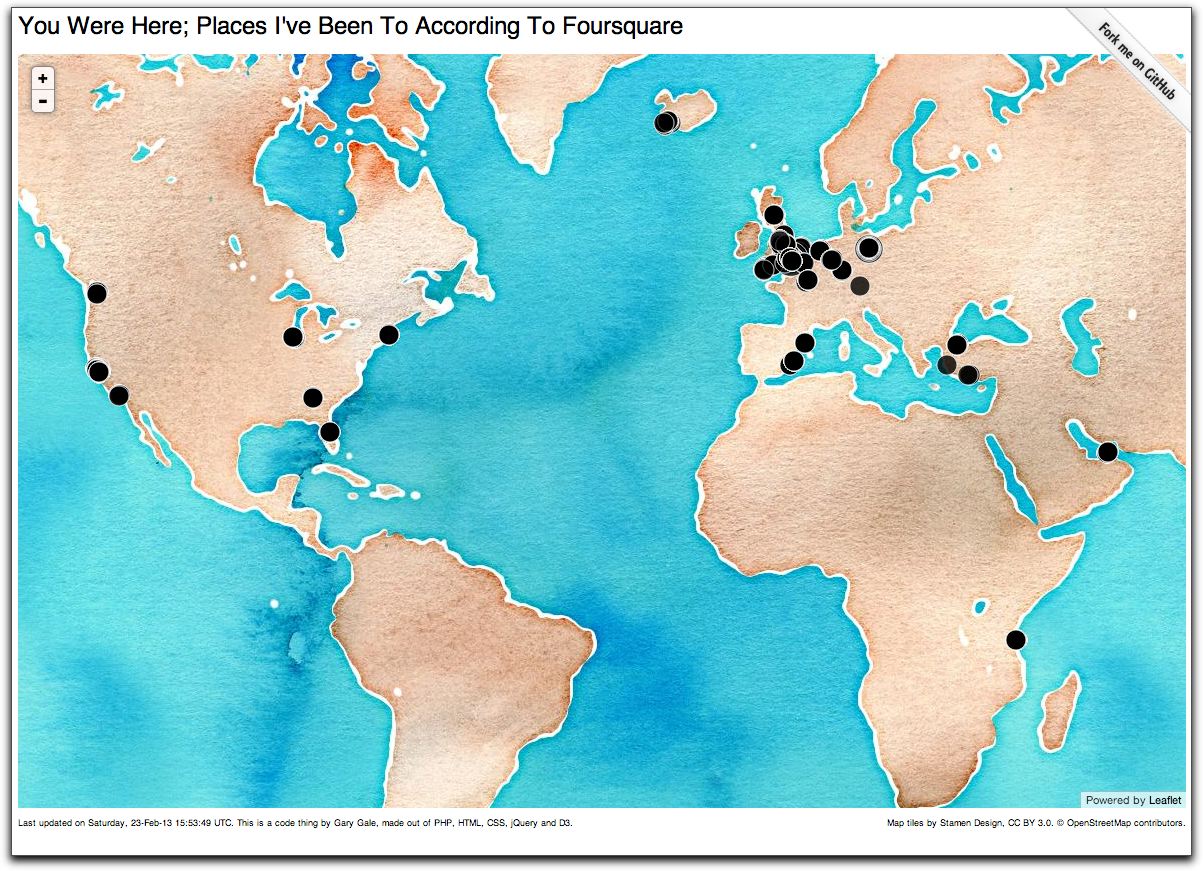 You Were Here; Places I've Been To According To Foursquare
Fork me on GitHub
+
-
Powered by Leaflet
Last updated on Saturday, 23-Feb-13 15:53:49 UTC. This is a code thing by Gary Gale, made out of PHP, HTML, CSS, jQuery and D3.
Map tiles by Stamen Design, CC BY 3.0. © OpenStreetMap contributors.